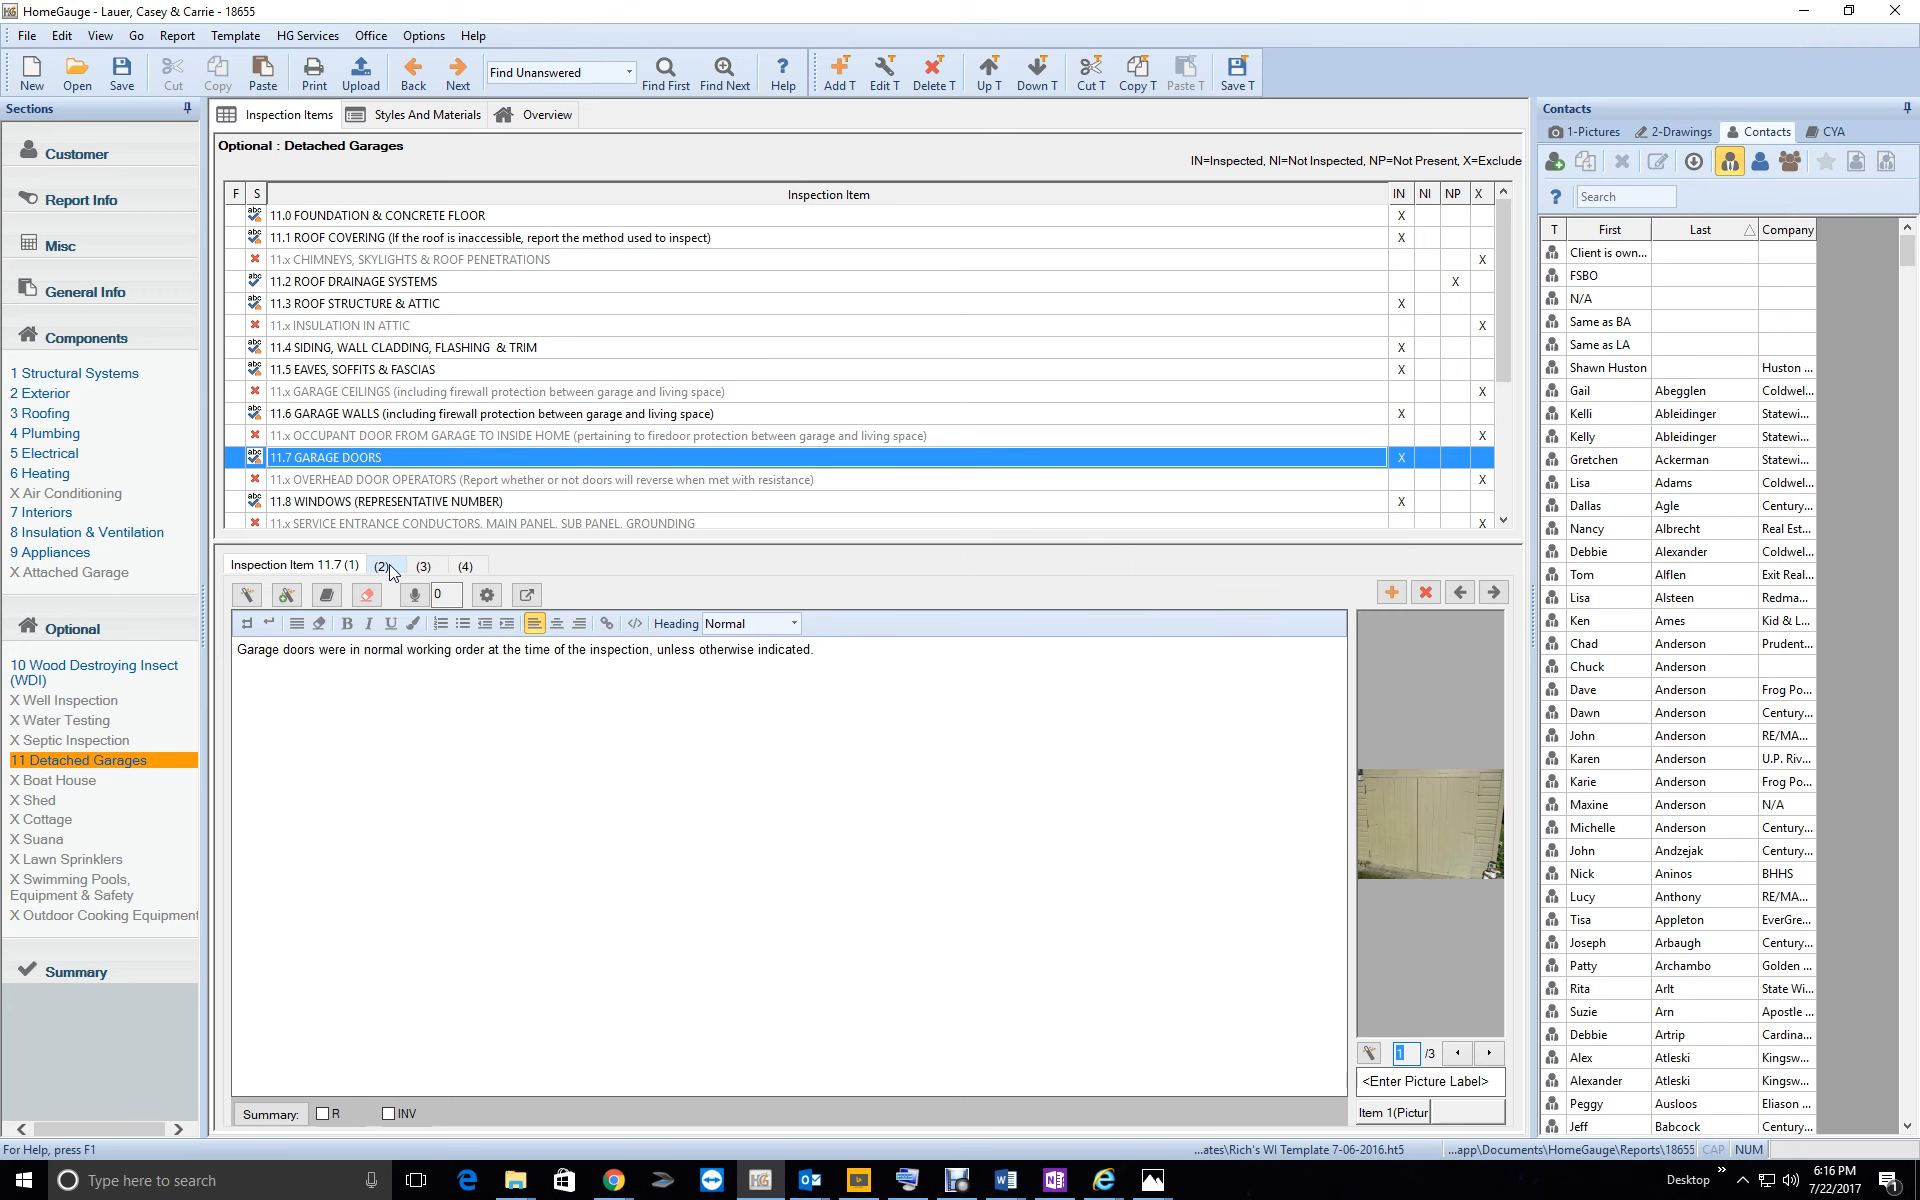 HomeGauge - Lauer, Casey & Carrie - 18655
File Edit View Go Report Template HG Services Office Options Help
New Open Save Cut Copy Paste Print Upload Back Next Find Unanswered Find First Find Next Help Add T Edit T Delete T Up T Down T Cut T Copy T Paste T Save T
Sections
Customer
Report Info
Misc
General Info
Components
1 Structural Systems
2 Exterior
3 Roofing
4 Plumbing
5 Electrical
6 Heating
X Air Conditioning
7 Interiors
8 Insulation & Ventilation
9 Appliances
X Attached Garage
Optional
10 Wood Destroying Insect
(WDI)
X Well Inspection
X Water Testing
X Septic Inspection
11 Detached Garages
X Boat House
X Shed
X Cottage
X Suana
X Lawn Sprinklers
X Swimming Pools,
Equipment & Safety
X Outdoor Cooking Equipment
Summary
Inspection Items Styles And Materials Overview
Optional : Detached Garages
IN=Inspected, NI=Not Inspected, NP=Not Present, X=Exclude
F S Inspection Item IN NI NP X
11.0 FOUNDATION & CONCRETE FLOOR X
11.1 ROOF COVERING (If the roof is inaccessible, report the method used to inspect) X
11.x CHIMNEYS, SKYLIGHTS & ROOF PENETRATIONS X
11.2 ROOF DRAINAGE SYSTEMS X
11.3 ROOF STRUCTURE & ATTIC X
11.x INSULATION IN ATTIC X
11.4 SIDING, WALL CLADDING, FLASHING & TRIM X
11.5 EAVES, SOFFITS & FASCIAS X
11.x GARAGE CEILINGS (including firewall protection between garage and living space) X
11.6 GARAGE WALLS (including firewall protection between garage and living space) X
11.x OCCUPANT DOOR FROM GARAGE TO INSIDE HOME (pertaining to firedoor protection between garage and living space) X
11.7 GARAGE DOORS X
11.x OVERHEAD DOOR OPERATORS (Report whether or not doors will reverse when met with resistance) X
11.8 WINDOWS (REPRESENTATIVE NUMBER) X
11.x SERVICE ENTRANCE CONDUCTORS, MAIN PANEL, SUB PANEL, GROUNDING X
Inspection Item 11.7 (1) (2) (3) (4)
0
B I U Heading Normal
Garage doors were in normal working order at the time of the inspection, unless otherwise indicated.
1 /3
<Enter Picture Label>
Item 1(Pictur
Summary: R INV
Contacts
1-Pictures 2-Drawings Contacts CYA
Search
T First Last Company
Client is own...
FSBO
N/A
Same as BA
Same as LA
Shawn Huston Huston ...
Gail Abegglen Coldwel...
Kelli Ableidinger Statewi...
Kelly Ableidinger Statewi...
Gretchen Ackerman Statewi...
Lisa Adams Coldwel...
Dallas Agle Century...
Nancy Albrecht Real Est...
Debbie Alexander Coldwel...
Tom Alflen Exit Real...
Lisa Alsteen Redma...
Ken Ames Kid & L...
Chad Anderson Prudent...
Chuck Anderson
Dave Anderson Frog Po...
Dawn Anderson Century...
John Anderson RE/MA...
Karen Anderson U.P. Riv...
Karie Anderson Frog Po...
Maxine Anderson N/A
Michelle Anderson Century...
John Andzejak Century...
Nick Aninos BHHS
Lucy Anthony RE/MA...
Tisa Appleton EverGre...
Joseph Arbaugh Century...
Patty Archambo Golden ...
Rita Arlt State Wi...
Suzie Arn Apostle ...
Debbie Artrip Cardina...
Alex Atleski Kingsw...
Alexander Atleski Kingsw...
Peggy Ausloos Eliason ...
Jeff Babcock Century...
For Help, press F1
...ates\Rich's WI Template 7-06-2016.ht5 ...app\Documents\HomeGauge\Reports\18655 CAP NUM
Type here to search
Desktop
6:16 PM
7/22/2017
1